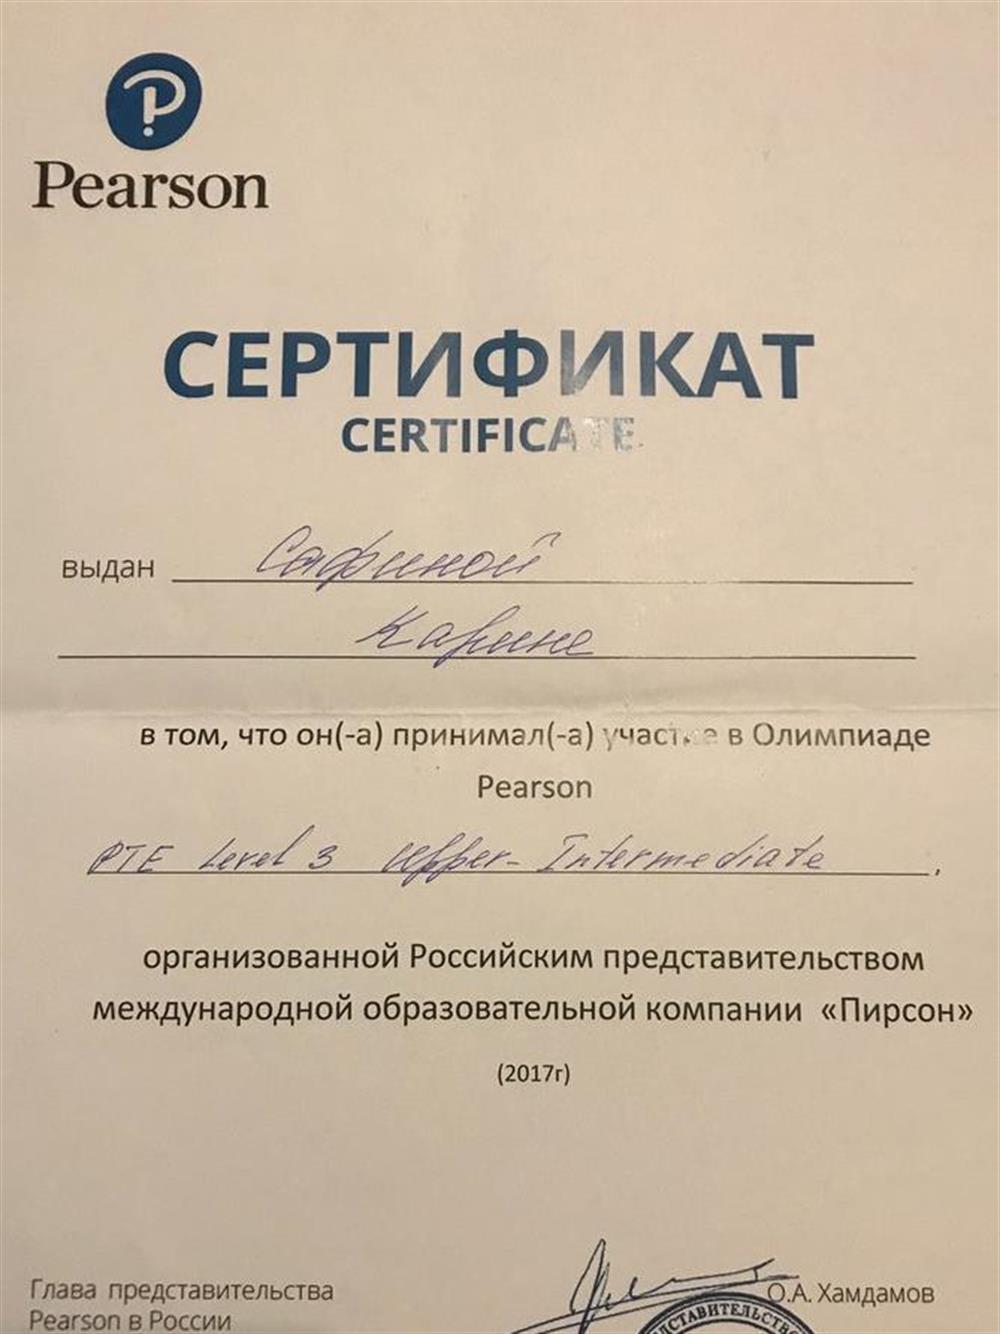 Pearson
СЕРТИФИКАТ
CERTIFICATE
выдан Сафиной
Карине
в том, что он(-а) принимал(-а) участие в Олимпиаде
Pearson
PTE Level 3 Upper-Intermediate,
организованной Российским представительством
международной образовательной компании «Пирсон»
(2017г)
Глава представительства
Pearson в России
О.А. Хамдамов